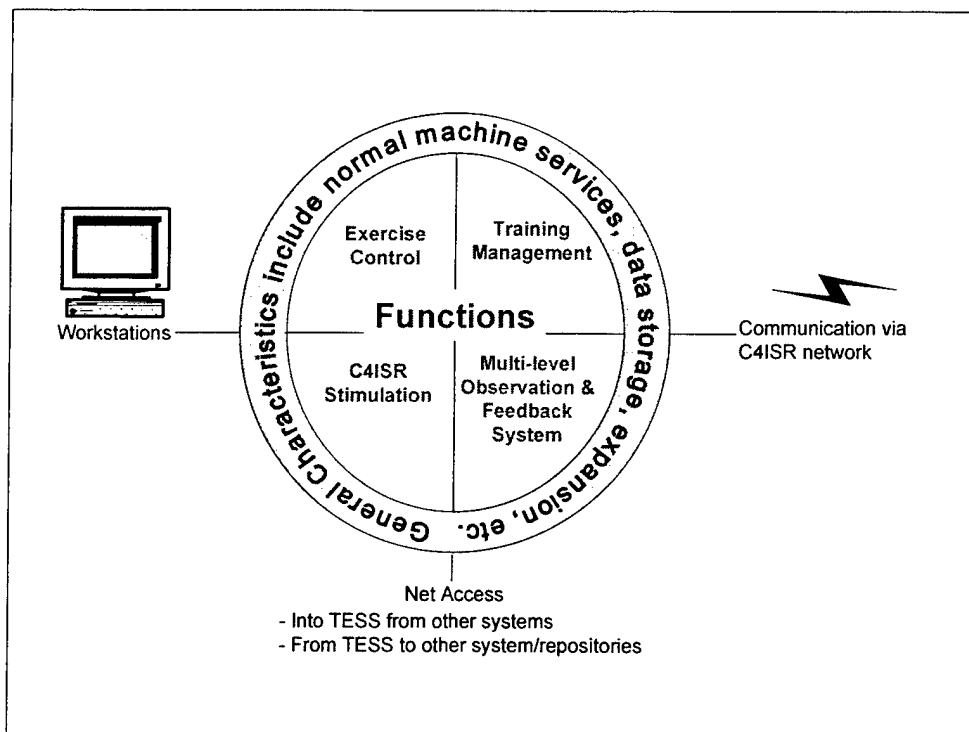 General Characteristics include normal machine services, data storage, expansion, etc.
Exercise
Control
Training
Management
Functions
C4ISR
Stimulation
Multi-level
Observation &
Feedback
System
Workstations
Communication via
C4ISR network
Net Access
- Into TESS from other systems
- From TESS to other system/repositories